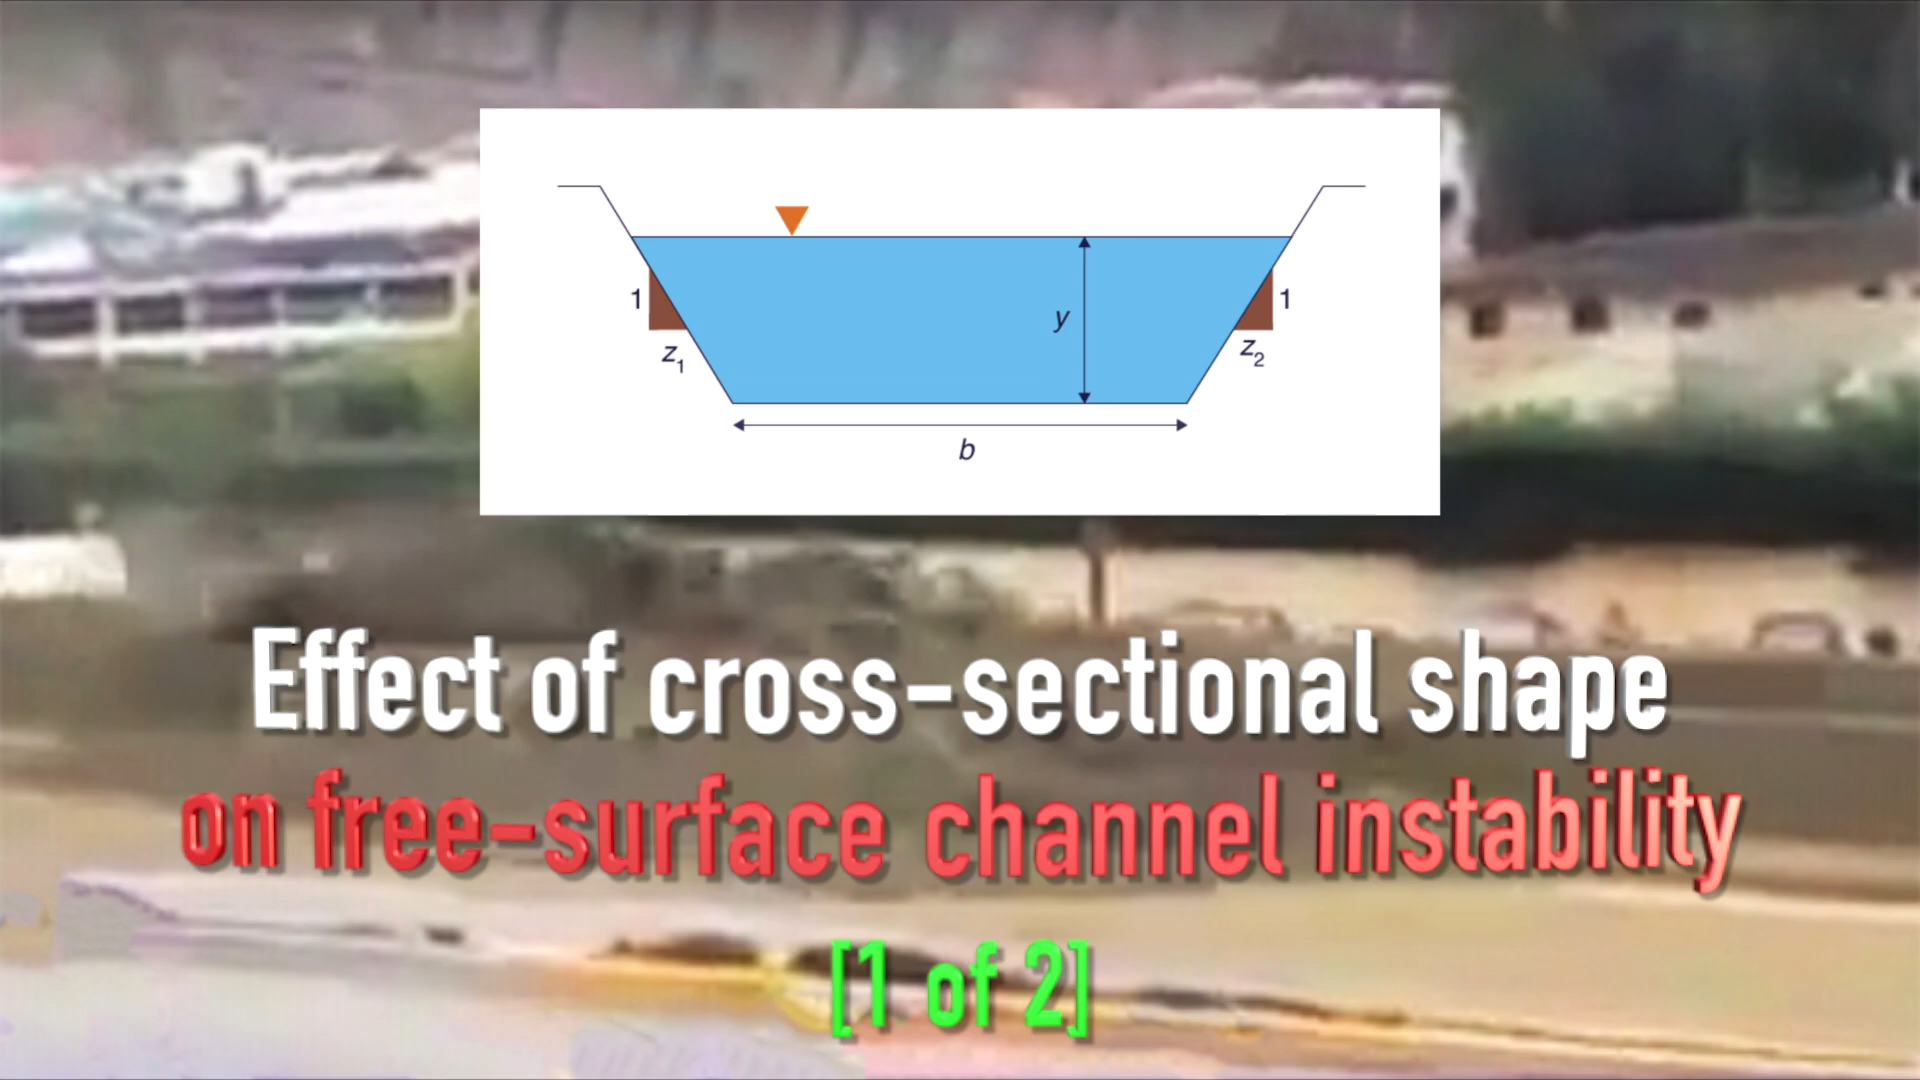 1
z1
y
1
z2
b
Effect of cross-sectional shape
on free-surface channel instability
[1 of 2]